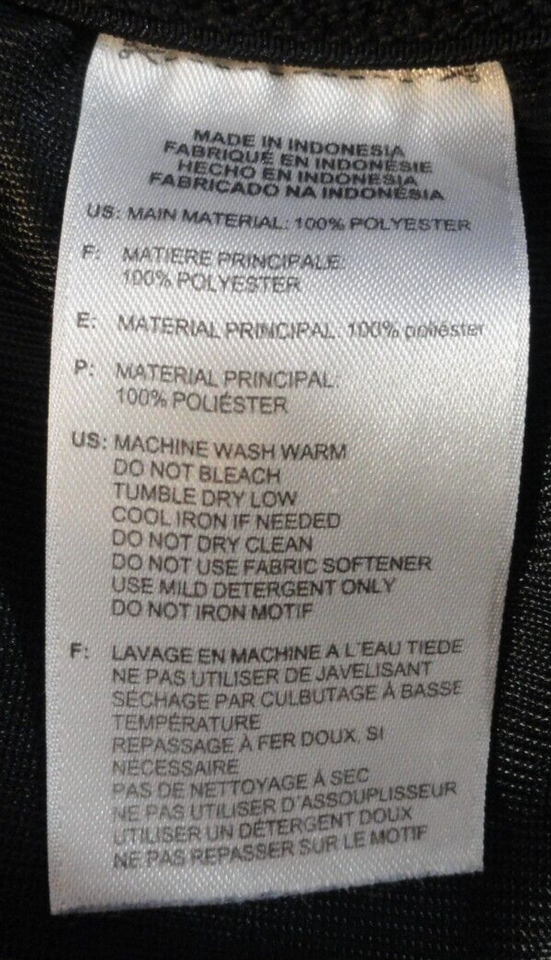 MADE IN INDONESIA
FABRIQUÉ EN INDONÉSIE
HECHO EN INDONESIA
FABRICADO NA INDONÉSIA
US: MAIN MATERIAL: 100% POLYESTER
F: MATIERE PRINCIPALE:
100% POLYESTER
E: MATERIAL PRINCIPAL: 100% poliéster
P: MATERIAL PRINCIPAL:
100% POLIÉSTER
US: MACHINE WASH WARM
DO NOT BLEACH
TUMBLE DRY LOW
COOL IRON IF NEEDED
DO NOT DRY CLEAN
DO NOT USE FABRIC SOFTENER
USE MILD DETERGENT ONLY
DO NOT IRON MOTIF
F: LAVAGE EN MACHINE A L'EAU TIEDE
NE PAS UTILISER DE JAVELISANT
SÉCHAGE PAR CULBUTAGE À BASSE
TEMPÉRATURE
REPASSAGE À FER DOUX, SI
NÉCESSAIRE
PAS DE NETTOYAGE À SEC
NE PAS UTILISER D'ASSOUPLISSEUR
UTILISER UN DÉTERGENT DOUX
NE PAS REPASSER SUR LE MOTIF